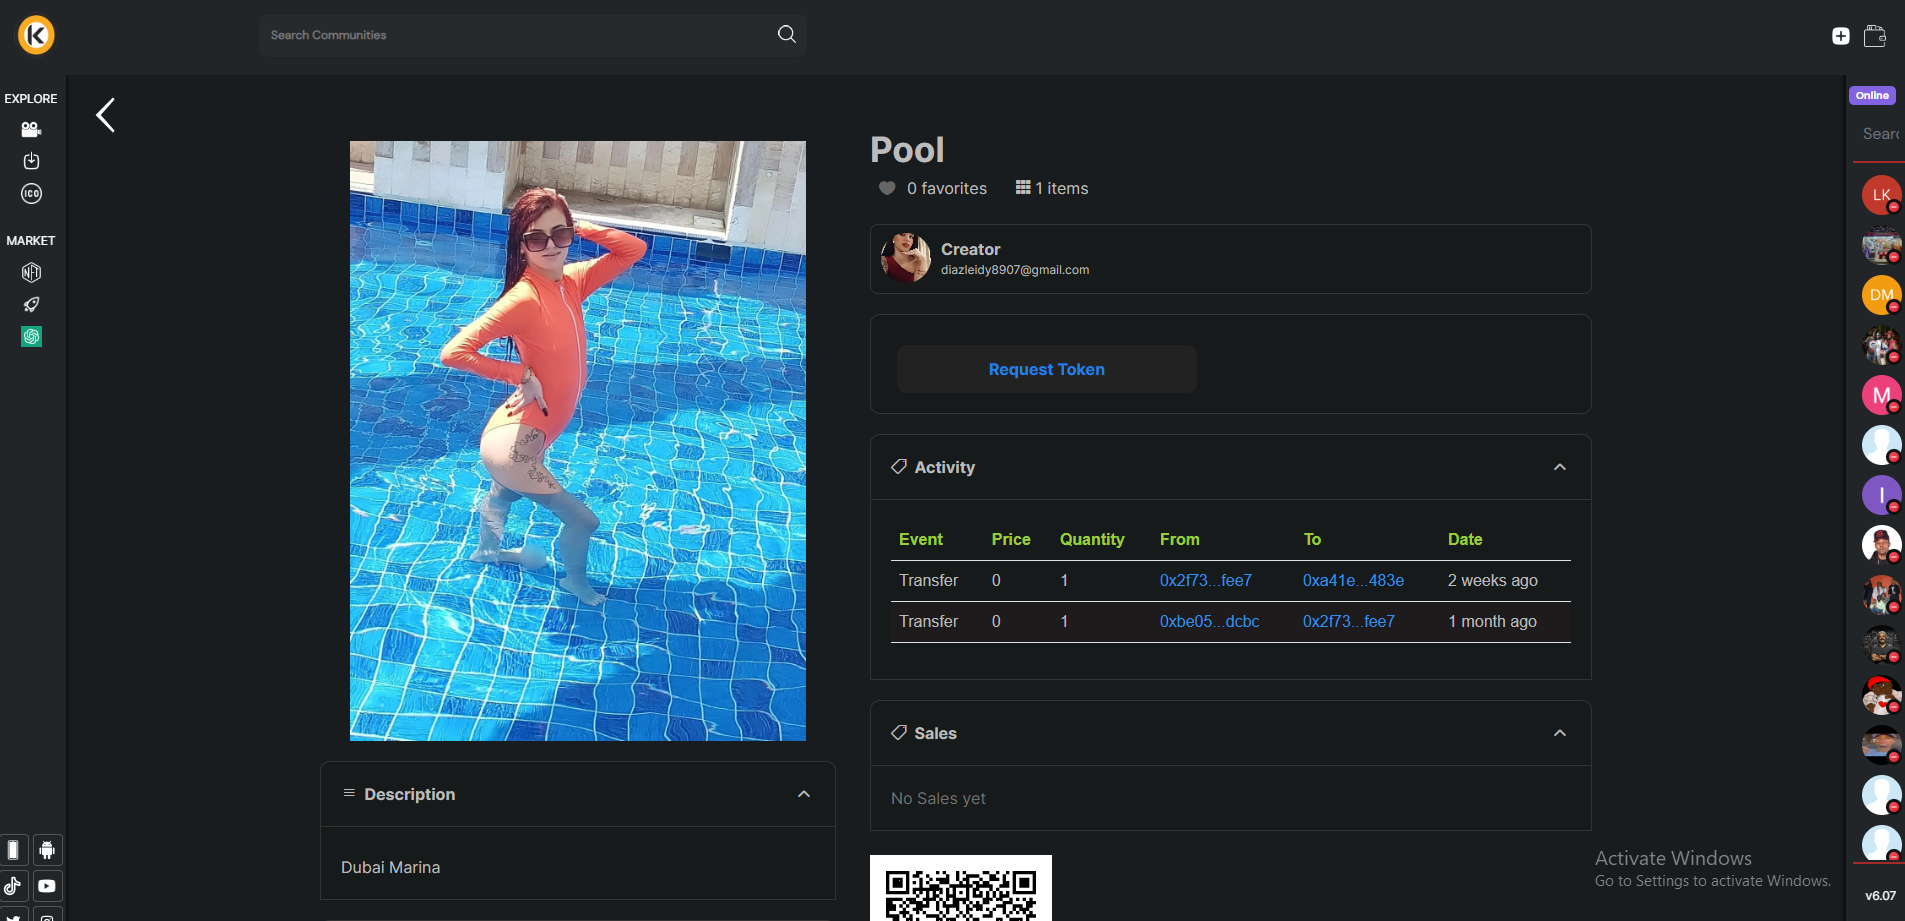 K
Search Communities
EXPLORE
ICO
MARKET
NFT
Pool
0 favorites
1 items
Creator
diazleidy8907@gmail.com
Request Token
Activity
Event Price Quantity From To Date
Transfer 0 1 0x2f73...fee7 0xa41e...483e 2 weeks ago
Transfer 0 1 0xbe05...dcbc 0x2f73...fee7 1 month ago
Sales
No Sales yet
Description
Dubai Marina
Online
Searc
LK
DM
M
I
Activate Windows
Go to Settings to activate Windows.
v6.07